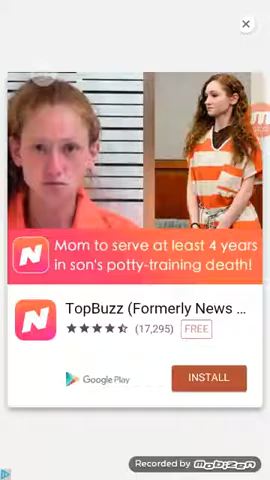 Mom to serve at least 4 years
in son's potty-training death!
TopBuzz (Formerly News ...
(17,295) FREE
Google Play
INSTALL
Recorded by
MOBIZEN